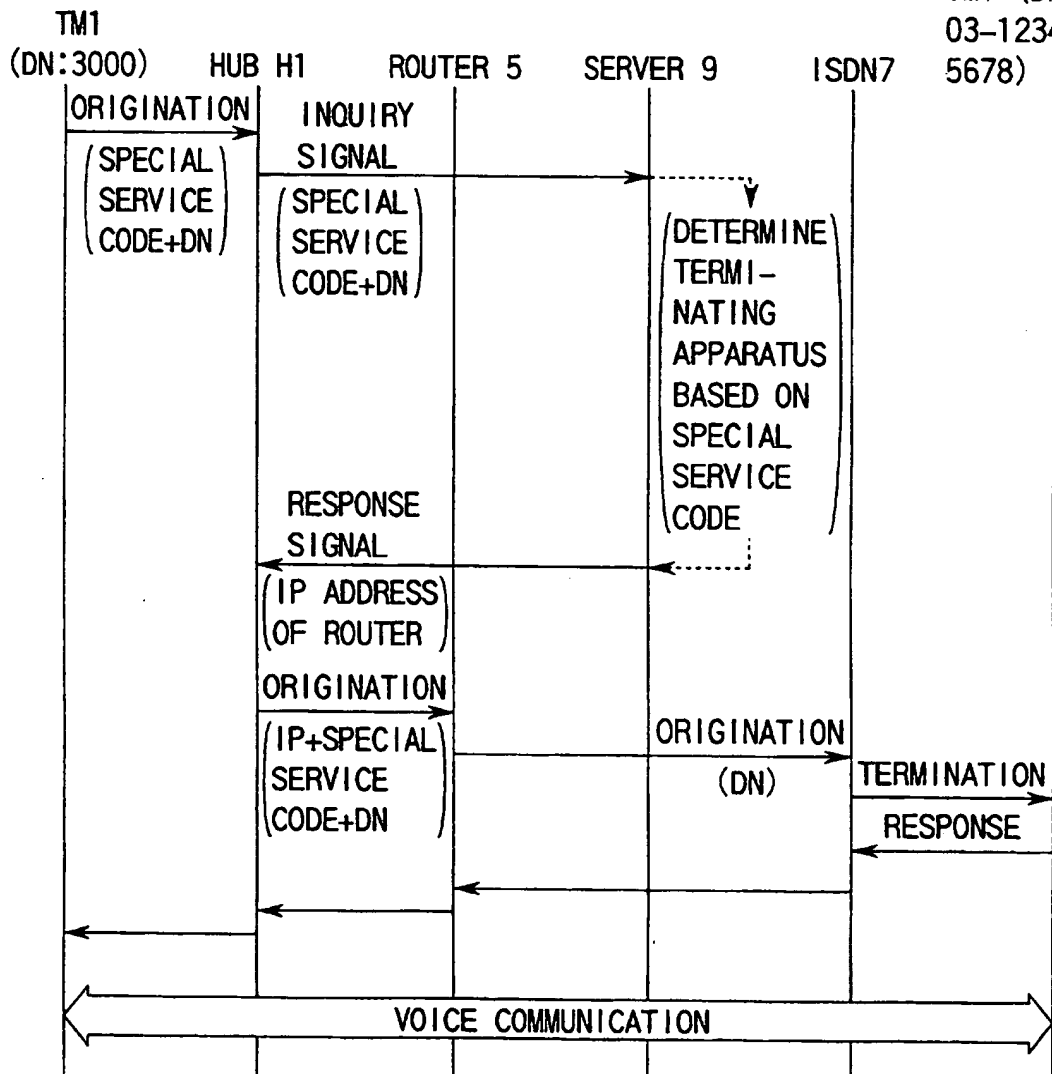 TM1
(DN:3000)
HUB H1
ROUTER 5
SERVER 9
ISDN7
03-1234
5678)
ORIGINATION
(SPECIAL
SERVICE
CODE+DN)
INQUIRY
SIGNAL
(SPECIAL
SERVICE
CODE+DN)
(DETERMINE
TERMI-
NATING
APPARATUS
BASED ON
SPECIAL
SERVICE
CODE)
RESPONSE
SIGNAL
(IP ADDRESS
OF ROUTER)
ORIGINATION
(IP+SPECIAL
SERVICE
CODE+DN)
ORIGINATION
(DN)
TERMINATION
RESPONSE
VOICE COMMUNICATION